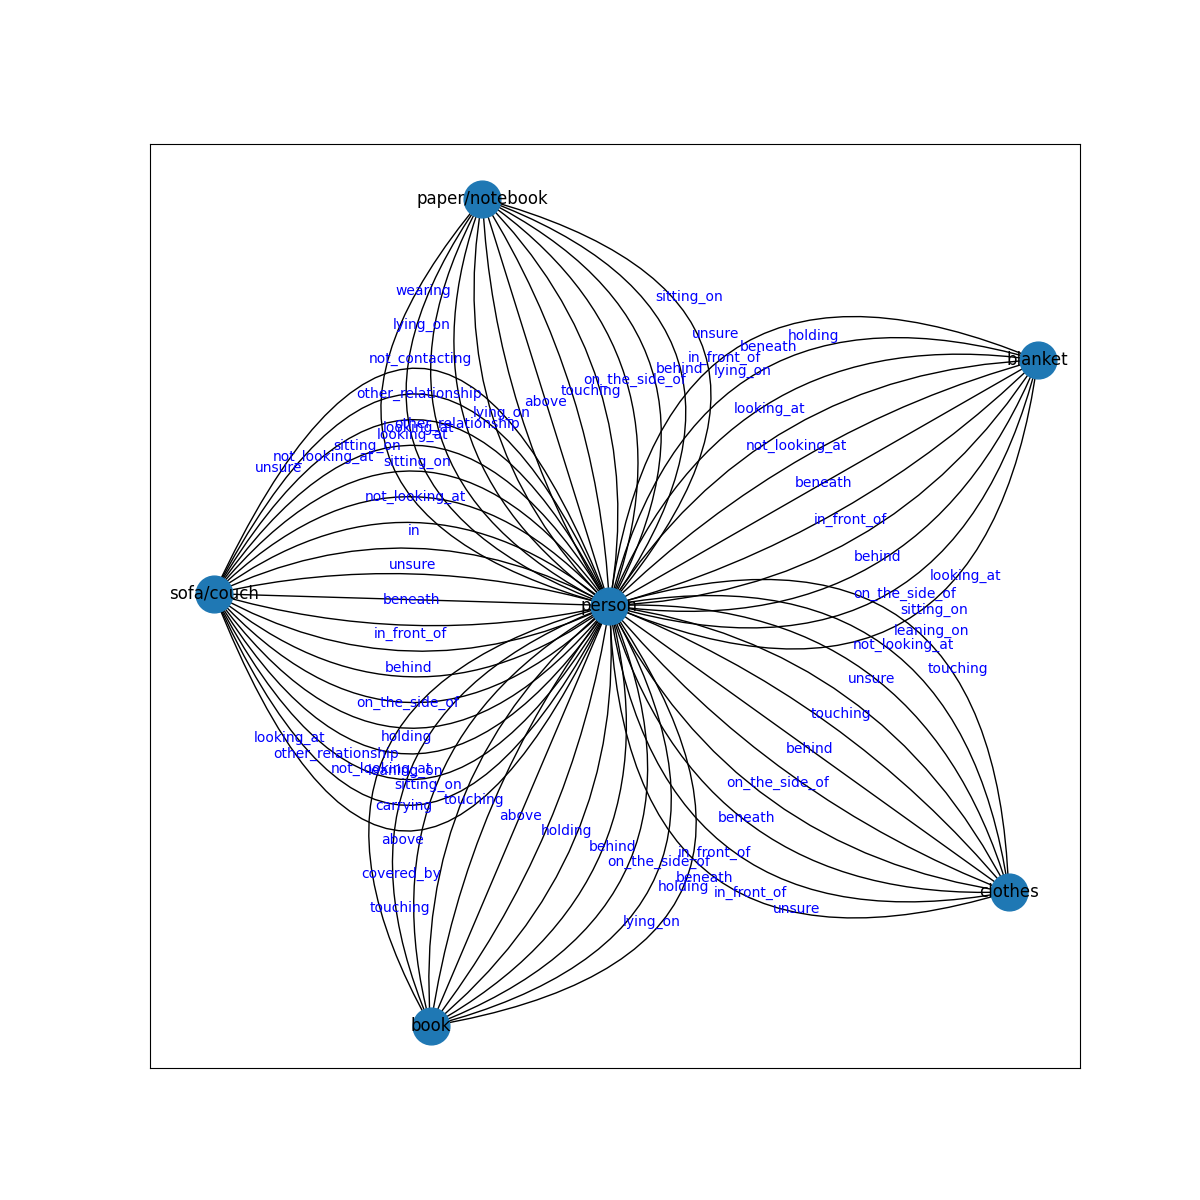 paper/notebook
wearing
sitting_on
lying_on
unsure
holding
beneath
not_contacting
in_front_of
blanket
behind
lying_on
on_the_side_of
touching
other_relationship
above
looking_at
lying_on
other_relationship
looking_at
looking_at
sitting_on
not_looking_at
not_looking_at
unsure
sitting_on
beneath
not_looking_at
in_front_of
in
behind
unsure
looking_at
sofa/couch
on_the_side_of
beneath
person
sitting_on
in_front_of
leaning_on
not_looking_at
behind
touching
unsure
on_the_side_of
touching
holding
looking_at
behind
other_relationship
not_looking_at
leaning_on
sitting_on
on_the_side_of
touching
carrying
above
beneath
holding
above
behind
in_front_of
on_the_side_of
covered_by
beneath
holding
in_front_of
clothes
touching
unsure
lying_on
book